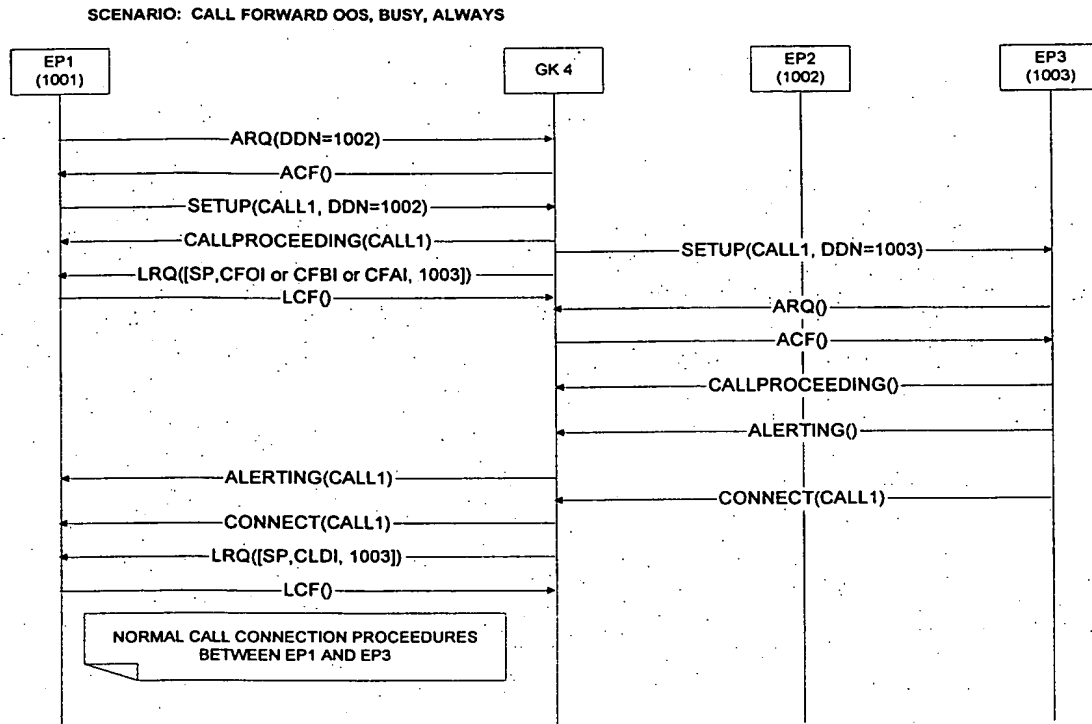 SCENARIO: CALL FORWARD OOS, BUSY, ALWAYS
EP1
(1001)
GK 4
EP2
(1002)
EP3
(1003)
ARQ(DDN=1002)
ACF()
SETUP(CALL1, DDN=1002)
CALLPROCEEDING(CALL1)
SETUP(CALL1, DDN=1003)
LRQ([SP,CFOI or CFBI or CFAI, 1003])
LCF()
ARQ()
ACF()
CALLPROCEEDING()
ALERTING()
ALERTING(CALL1)
CONNECT(CALL1)
CONNECT(CALL1)
LRQ([SP,CLDI, 1003])
LCF()
NORMAL CALL CONNECTION PROCEEDURES
BETWEEN EP1 AND EP3